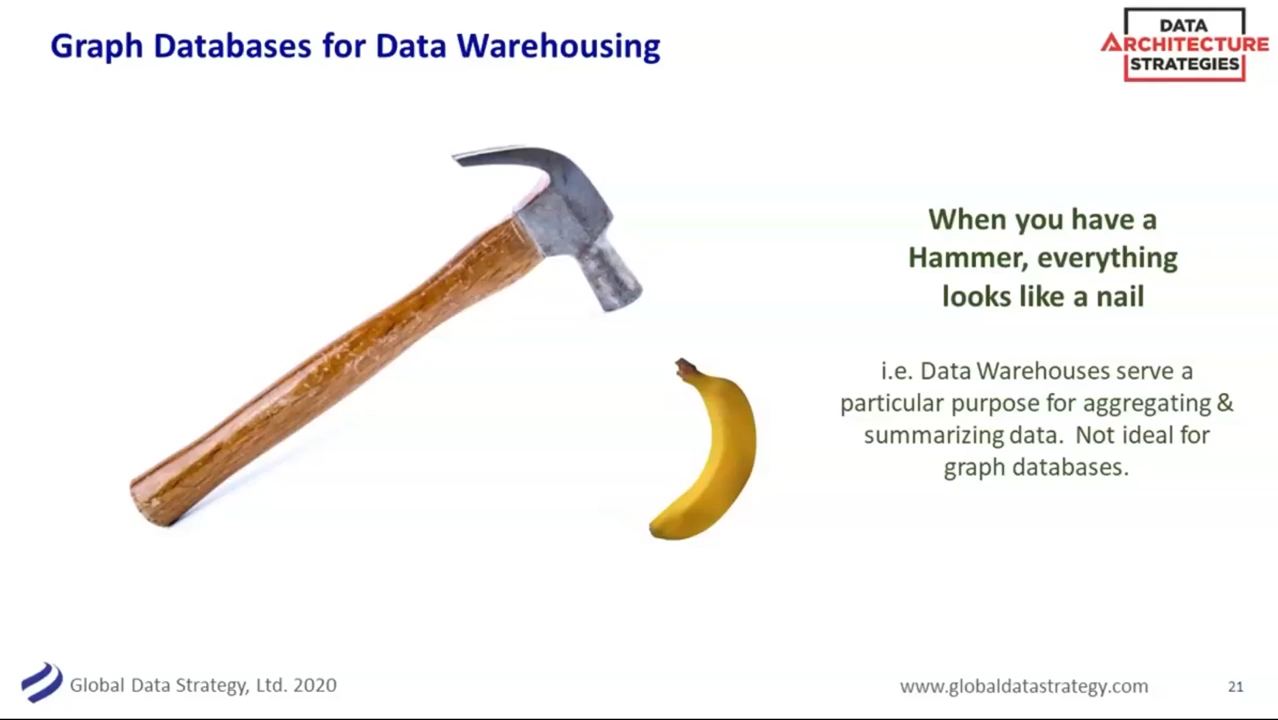 Graph Databases for Data Warehousing
DATA
ARCHITECTURE
STRATEGIES
When you have a
Hammer, everything
looks like a nail
i.e. Data Warehouses serve a
particular purpose for aggregating &
summarizing data.  Not ideal for
graph databases.
Global Data Strategy, Ltd. 2020
www.globaldatastrategy.com
21